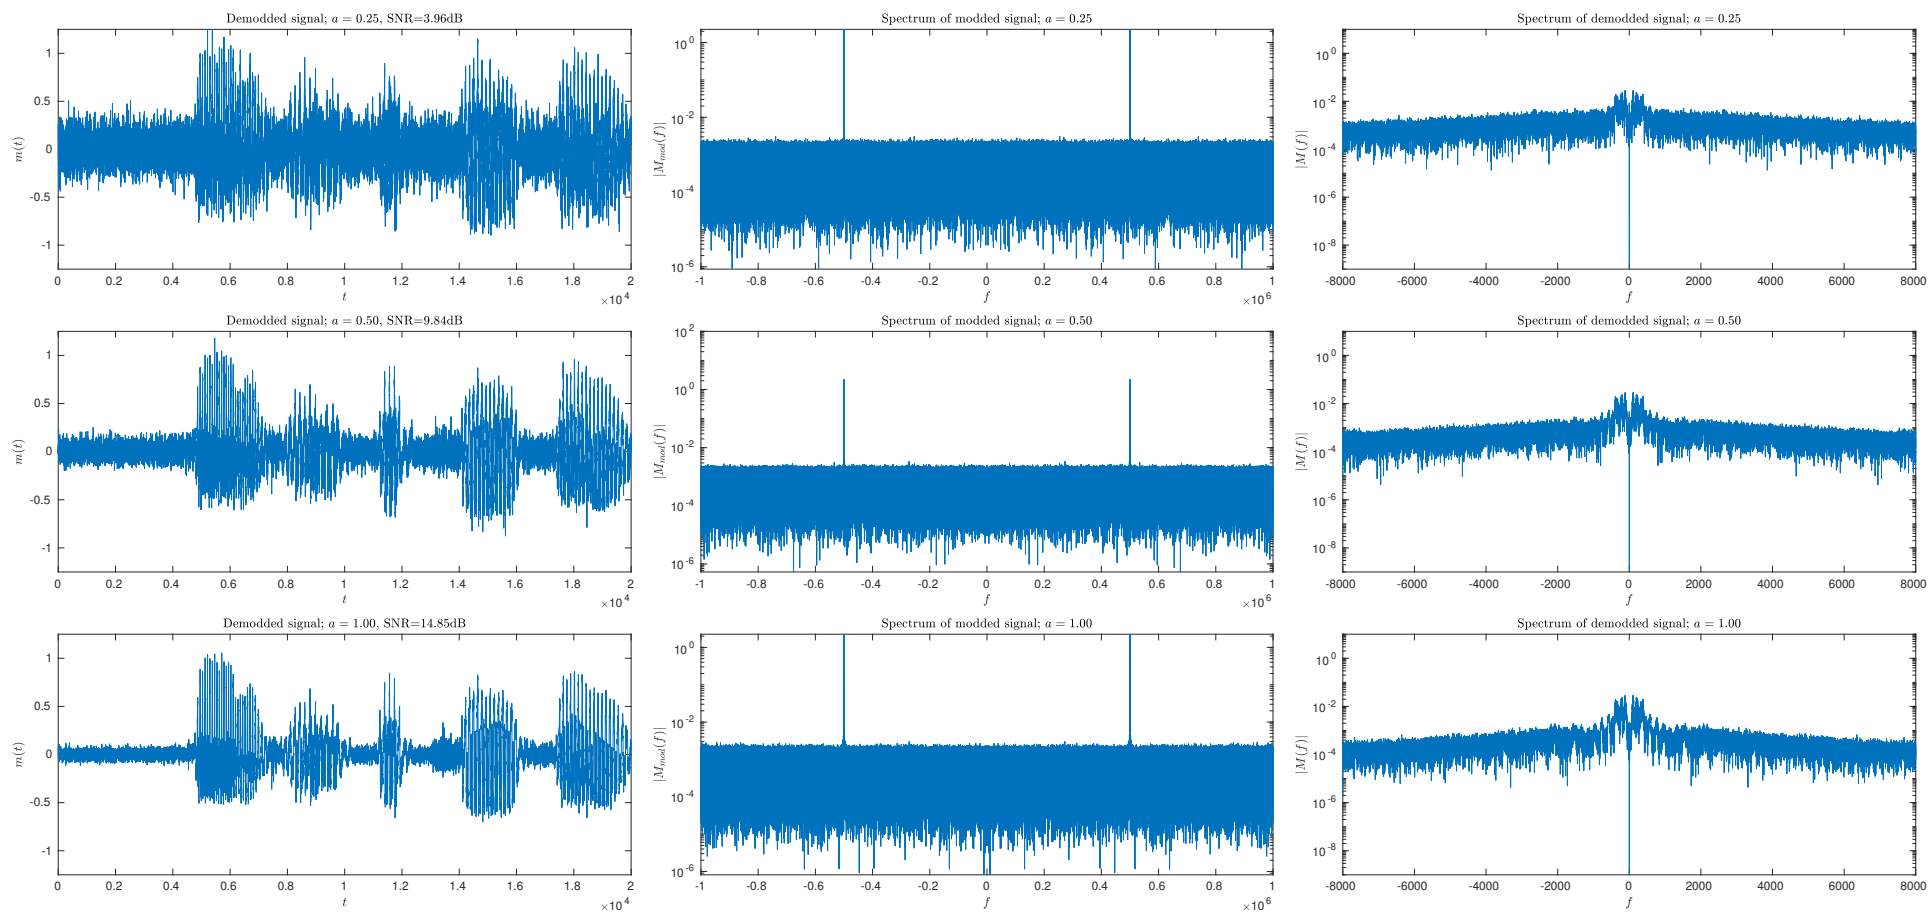 Demodded signal; a = 0.25, SNR=3.96dB
m(t)
1
0.5
0
-0.5
-1
0 0.2 0.4 0.6 0.8 1 1.2 1.4 1.6 1.8 2
t
×10^4
Spectrum of modded signal; a = 0.25
|M_mod(f)|
10^0
10^-2
10^-4
10^-6
-1 -0.8 -0.6 -0.4 -0.2 0 0.2 0.4 0.6 0.8 1
f
×10^6
Spectrum of demodded signal; a = 0.25
|M(f)|
10^0
10^-2
10^-4
10^-6
10^-8
-8000 -6000 -4000 -2000 0 2000 4000 6000 8000
f
Demodded signal; a = 0.50, SNR=9.84dB
m(t)
1
0.5
0
-0.5
-1
0 0.2 0.4 0.6 0.8 1 1.2 1.4 1.6 1.8 2
t
×10^4
Spectrum of modded signal; a = 0.50
|M_mod(f)|
10^2
10^0
10^-2
10^-4
10^-6
-1 -0.8 -0.6 -0.4 -0.2 0 0.2 0.4 0.6 0.8 1
f
×10^6
Spectrum of demodded signal; a = 0.50
|M(f)|
10^0
10^-2
10^-4
10^-6
10^-8
-8000 -6000 -4000 -2000 0 2000 4000 6000 8000
f
Demodded signal; a = 1.00, SNR=14.85dB
m(t)
1
0.5
0
-0.5
-1
0 0.2 0.4 0.6 0.8 1 1.2 1.4 1.6 1.8 2
t
×10^4
Spectrum of modded signal; a = 1.00
|M_mod(f)|
10^0
10^-2
10^-4
10^-6
-1 -0.8 -0.6 -0.4 -0.2 0 0.2 0.4 0.6 0.8 1
f
×10^6
Spectrum of demodded signal; a = 1.00
|M(f)|
10^0
10^-2
10^-4
10^-6
10^-8
-8000 -6000 -4000 -2000 0 2000 4000 6000 8000
f